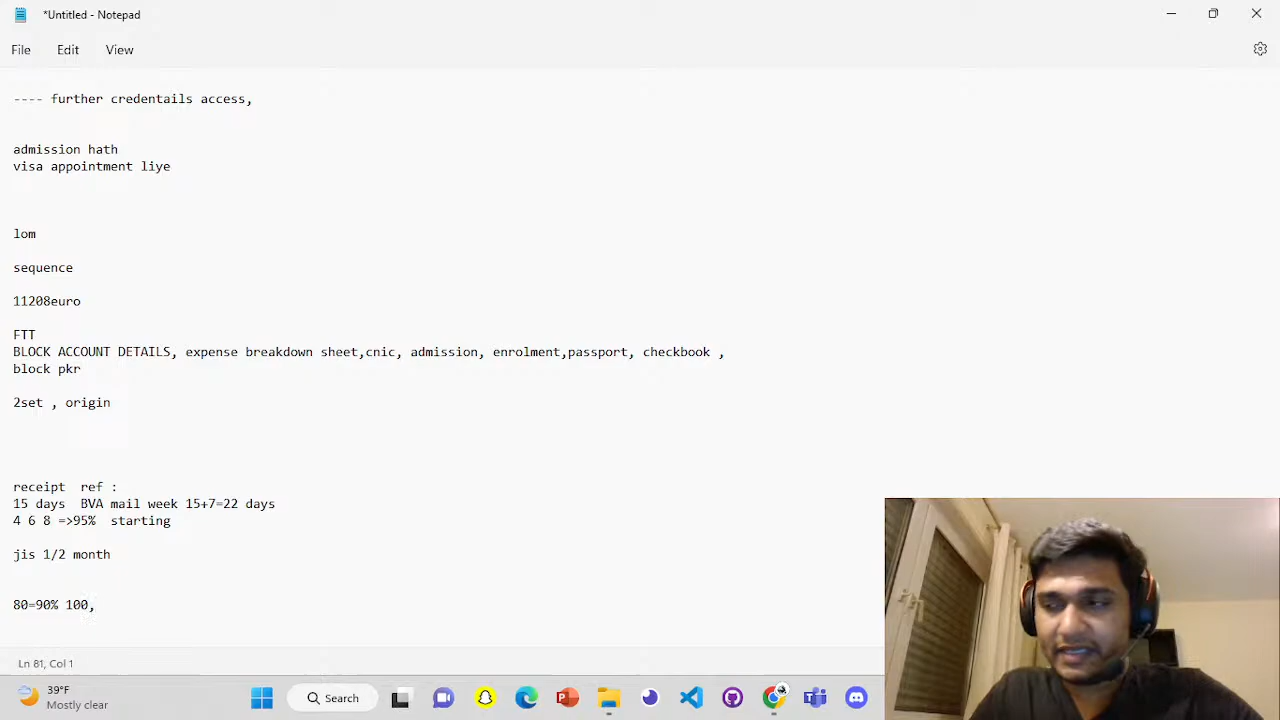 *Untitled - Notepad
File Edit View
---- further credentails access,
admission hath
visa appointment liye
lom
sequence
11208euro
FTT
BLOCK ACCOUNT DETAILS, expense breakdown sheet,cnic, admission, enrolment,passport, checkbook ,
block pkr
2set , origin
receipt  ref :
15 days  BVA mail week 15+7=22 days
4 6 8 =>95%  starting
jis 1/2 month
80=90% 100,
Ln 81, Col 1
39°F
Mostly clear
Search